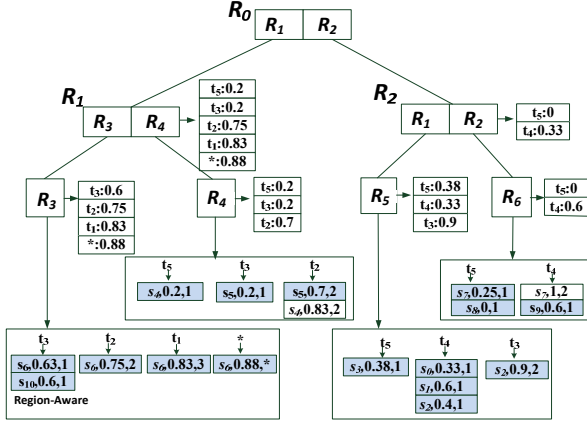 R0
R1 R2
R1
R3 R4
t5:0.2
t3:0.2
t2:0.75
t1:0.83
*:0.88
R2
R1 R2
t5:0
t4:0.33
R3
t3:0.6
t2:0.75
t1:0.83
*:0.88
R4
t5:0.2
t3:0.2
t2:0.7
R5
t5:0.38
t4:0.33
t3:0.9
R6
t5:0
t4:0.6
t5 t3 t2
s4,0.2,1 s5,0.2,1 s5,0.7,2
s4,0.83,2
t5 t4
s7,0.25,1 s7,1,2
s8,0,1 s9,0.6,1
t3 t2 t1 *
s6,0.63,1 s6,0.75,2 s6,0.83,3 s6,0.88,*
s10,0.6,1
Region-Aware
t5 t4 t3
s3,0.38,1 s0,0.33,1 s2,0.9,2
s1,0.6,1
s2,0.4,1